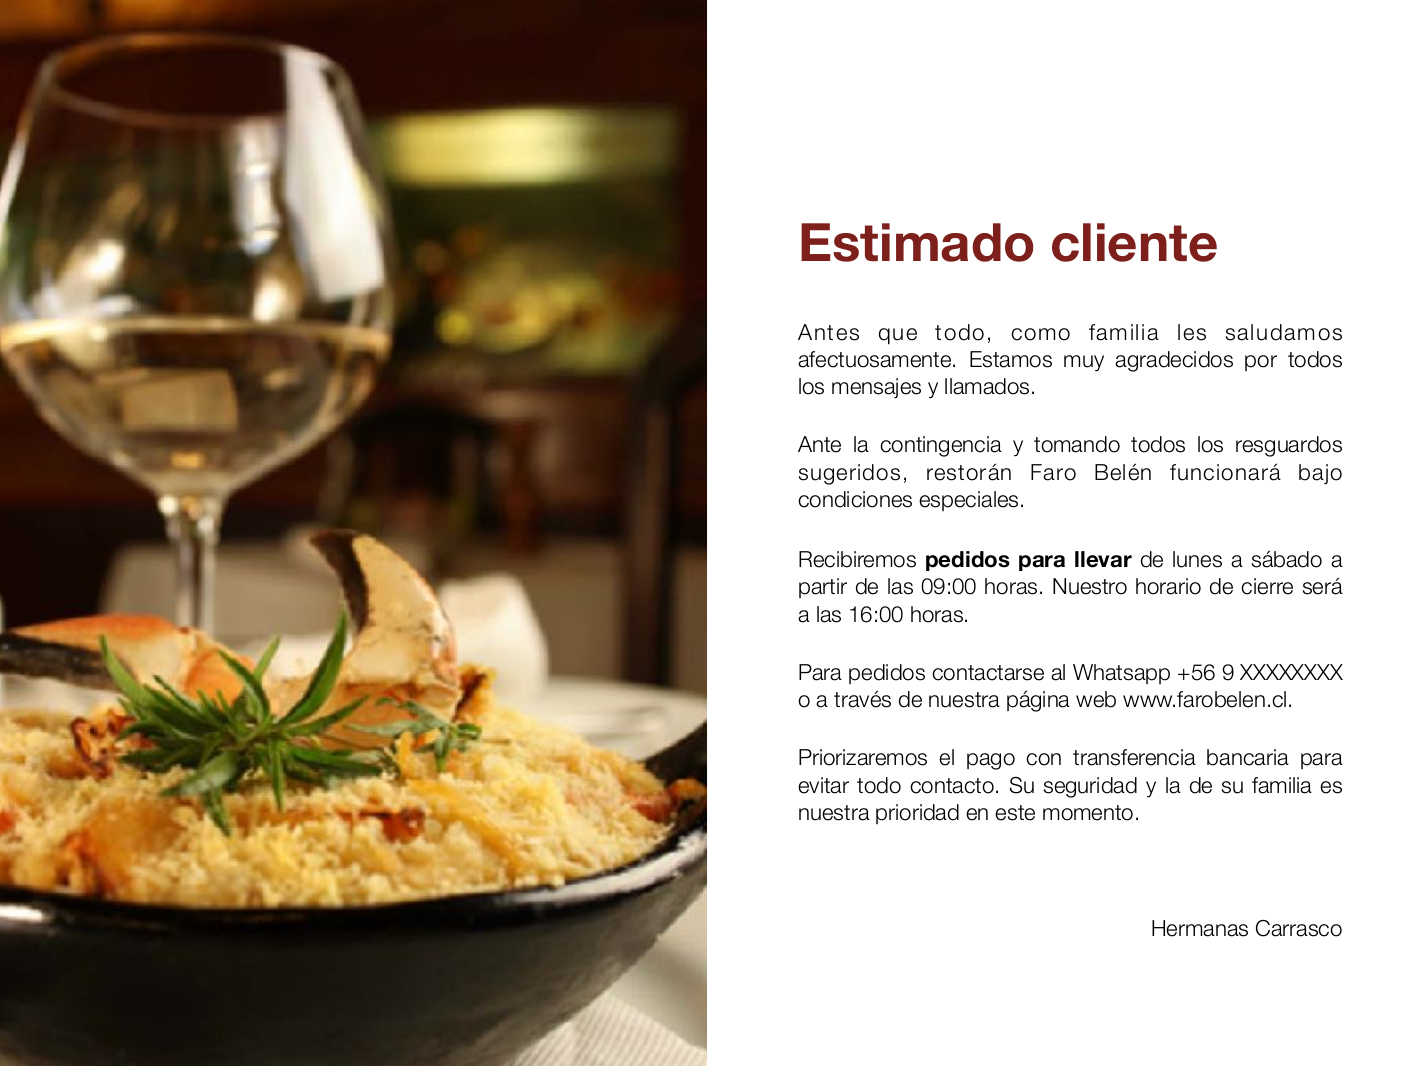 Estimado cliente
Antes que todo, como familia les saludamos
afectuosamente. Estamos muy agradecidos por todos
los mensajes y llamados.
Ante la contingencia y tomando todos los resguardos
sugeridos, restorán Faro Belén funcionará bajo
condiciones especiales.
Recibiremos pedidos para llevar de lunes a sábado a
partir de las 09:00 horas. Nuestro horario de cierre será
a las 16:00 horas.
Para pedidos contactarse al Whatsapp +56 9 XXXXXXXX
o a través de nuestra página web www.farobelen.cl.
Priorizaremos el pago con transferencia bancaria para
evitar todo contacto. Su seguridad y la de su familia es
nuestra prioridad en este momento.
Hermanas Carrasco